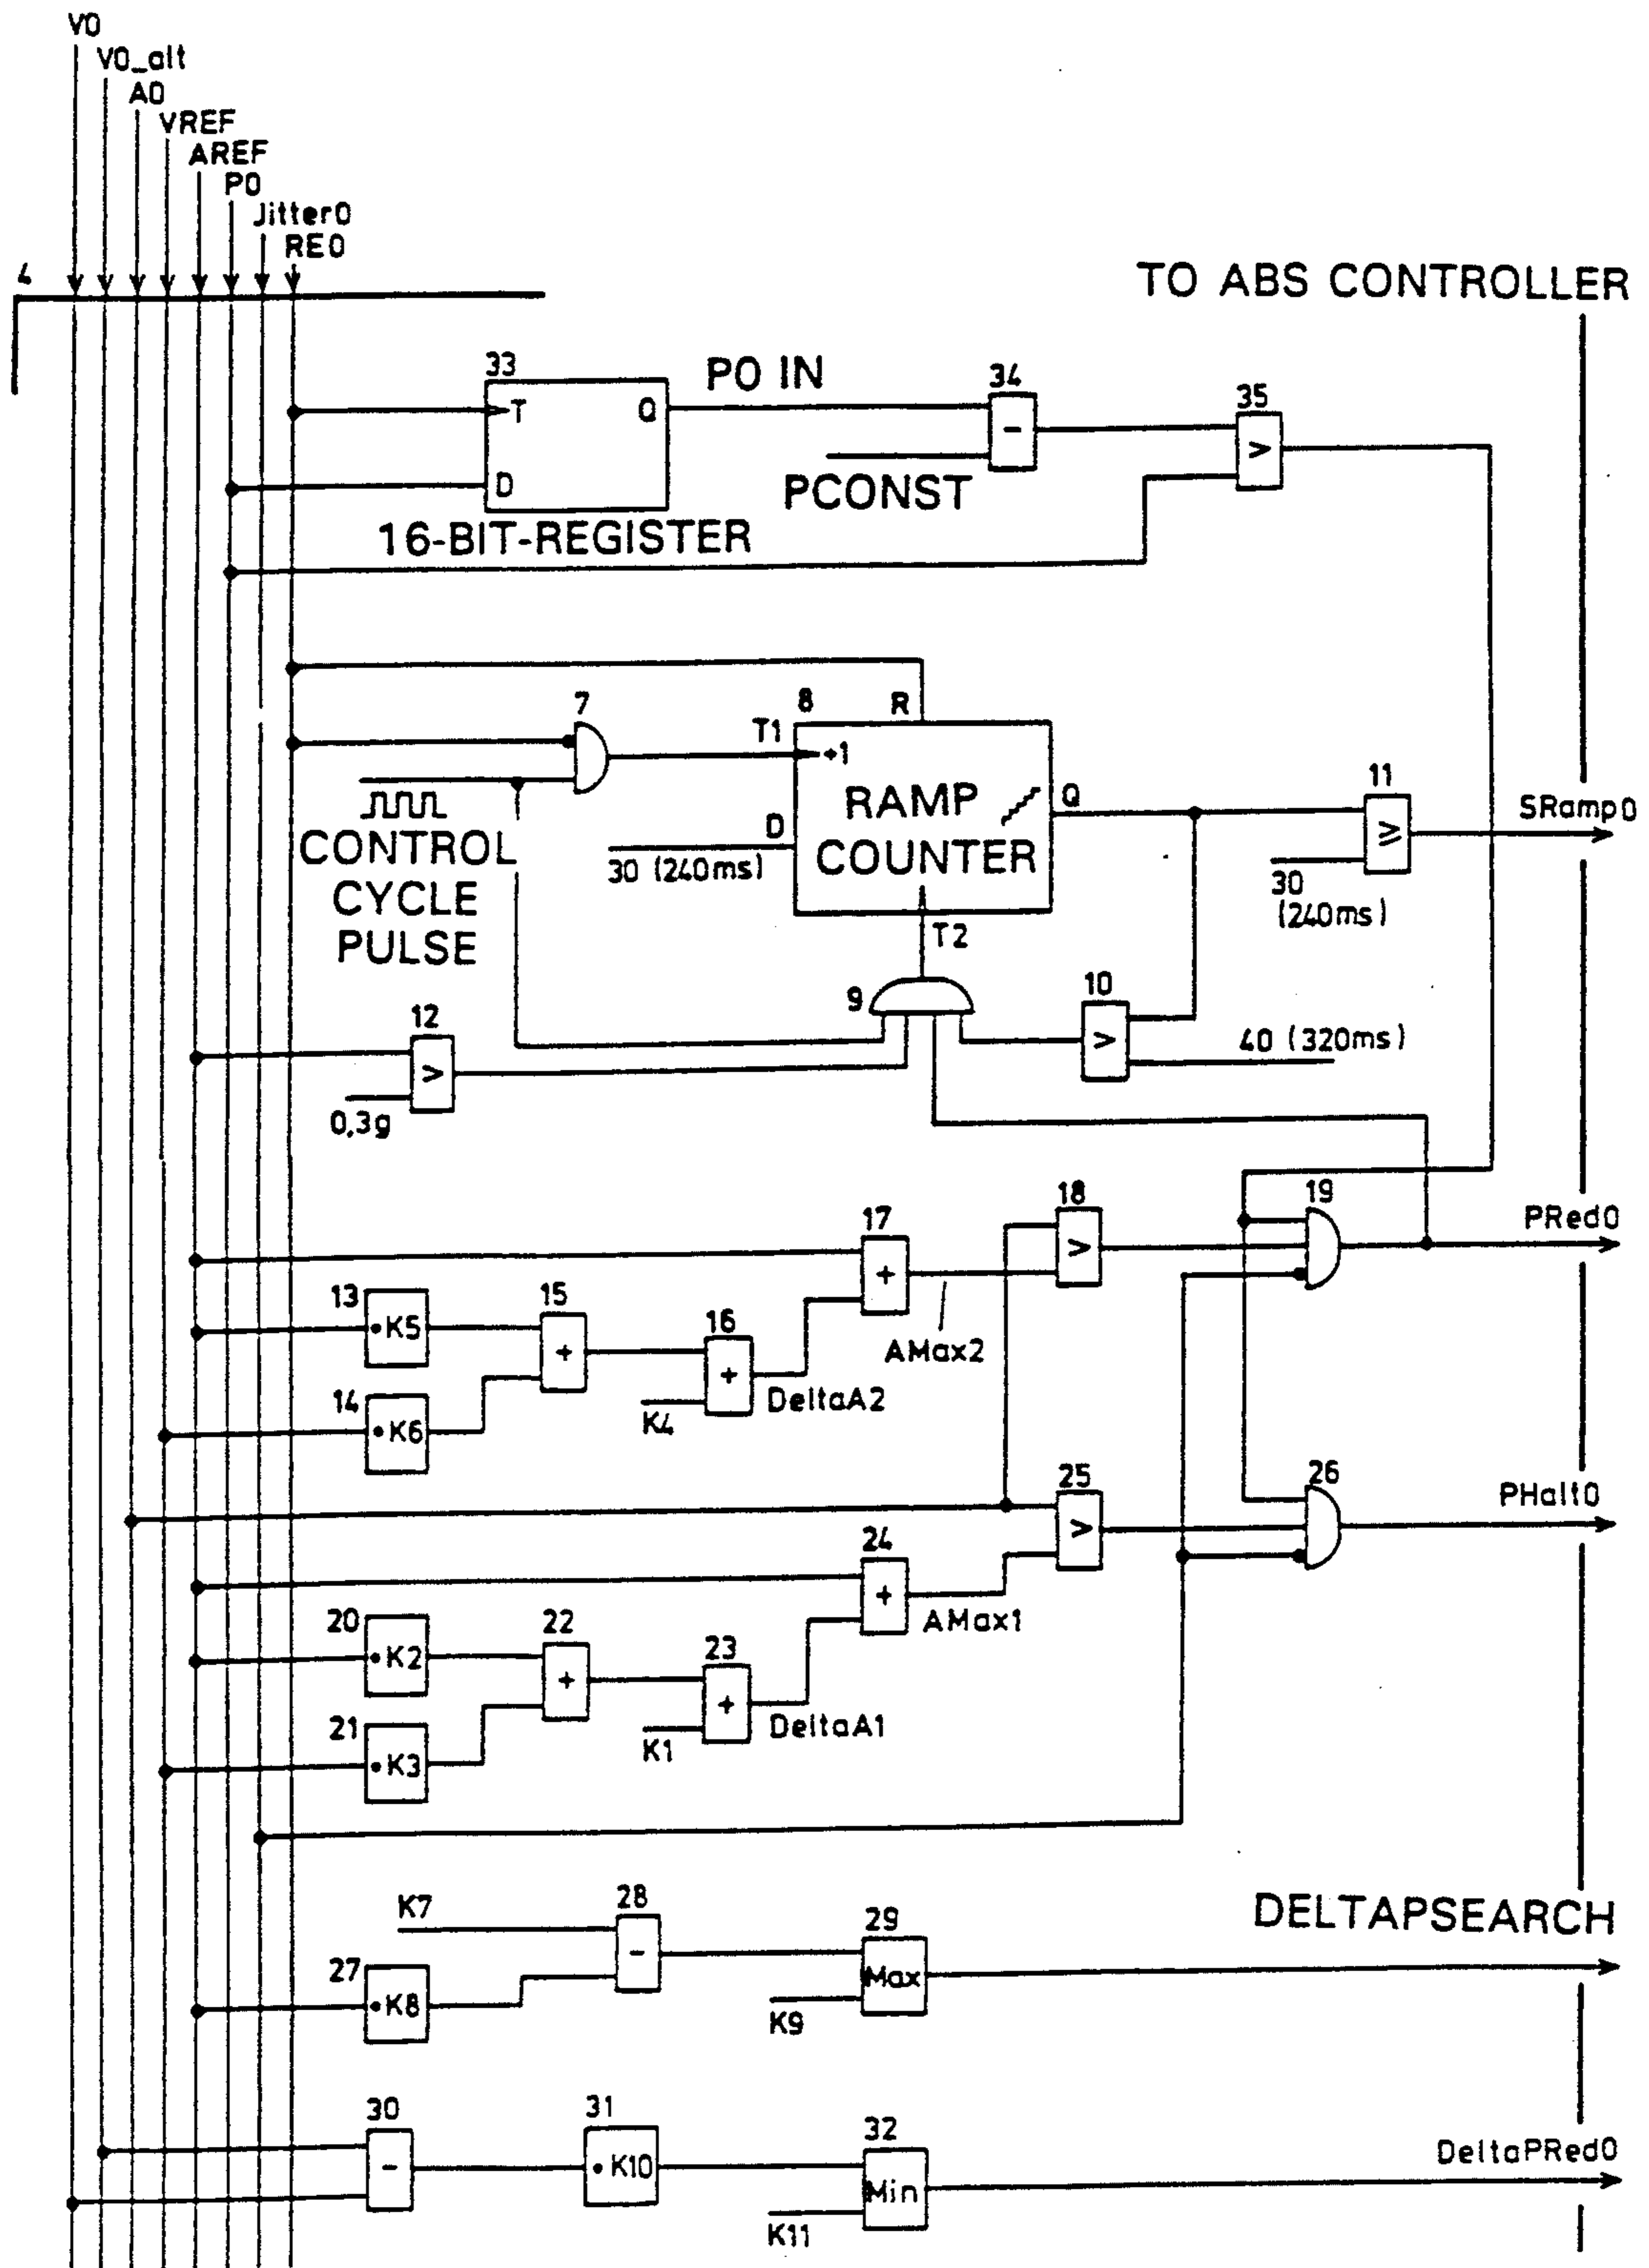 V0
V0_alt
A0
VREF
AREF
P0
Jitter0
RE0
4
TO ABS CONTROLLER
33
T
Q
D
P0 IN
34
-
PCONST
35
>
16-BIT-REGISTER
7
8
R
T1
+1
RAMP
COUNTER
Q
D
30 (240ms)
CONTROL
CYCLE
PULSE
11
≥
SRamp0
30
(240ms)
T2
9
10
>
40 (320ms)
12
>
0,3g
17
+
18
>
19
PRed0
13
•K5
15
+
16
+
AMax2
14
•K6
K4
DeltaA2
25
>
26
PHalt0
24
+
AMax1
20
•K2
22
+
23
+
21
•K3
K1
DeltaA1
K7
28
-
29
Max
DELTAPSEARCH
27
•K8
K9
30
-
31
•K10
32
Min
DeltaPRed0
K11